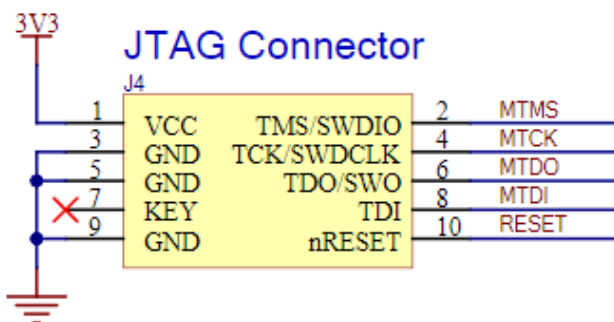 3V3
JTAG Connector
J4
1 VCC TMS/SWDIO 2 MTMS
3 GND TCK/SWDCLK 4 MTCK
5 GND TDO/SWO 6 MTDO
7 KEY TDI 8 MTDI
9 GND nRESET 10 RESET